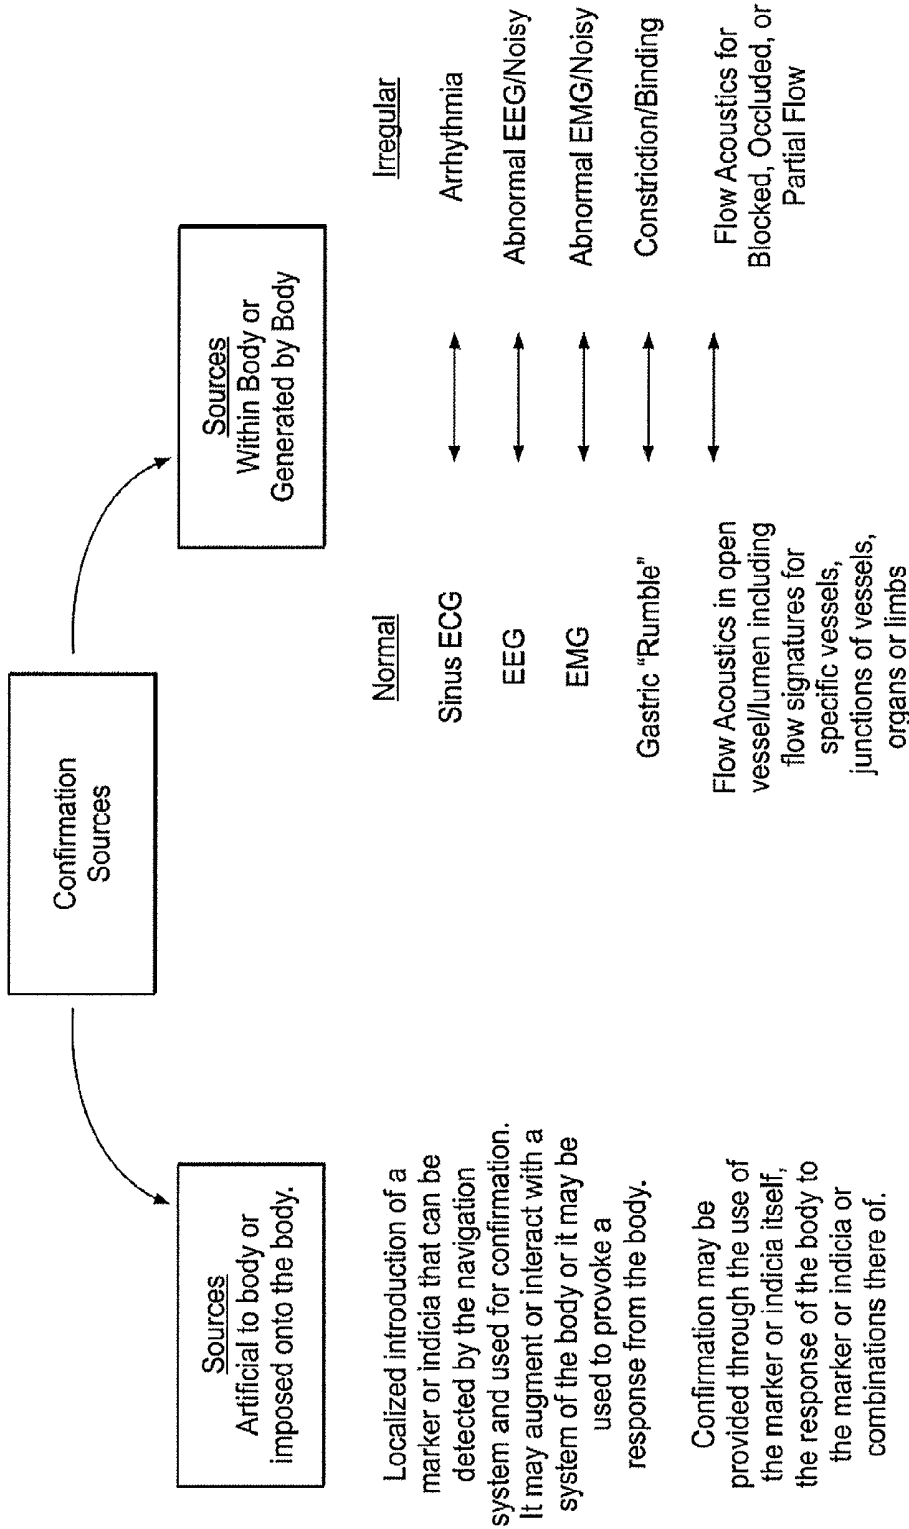 Confirmation
Sources
Sources
Artificial to body or
imposed onto the body.
Localized introduction of a
marker or indicia that can be
detected by the navigation
system and used for confirmation.
It may augment or interact with a
system of the body or it may be
used to provoke a
response from the body.
Confirmation may be
provided through the use of
the marker or indicia itself,
the response of the body to
the marker or indicia or
combinations there of.
Sources
Within Body or
Generated by Body
Normal
Irregular
Sinus ECG
Arrhythmia
EEG
Abnormal EEG/Noisy
EMG
Abnormal EMG/Noisy
Gastric “Rumble”
Constriction/Binding
Flow Acoustics in open
vessel/lumen including
flow signatures for
specific vessels,
junctions of vessels,
organs or limbs
Flow Acoustics for
Blocked, Occluded, or
Partial Flow